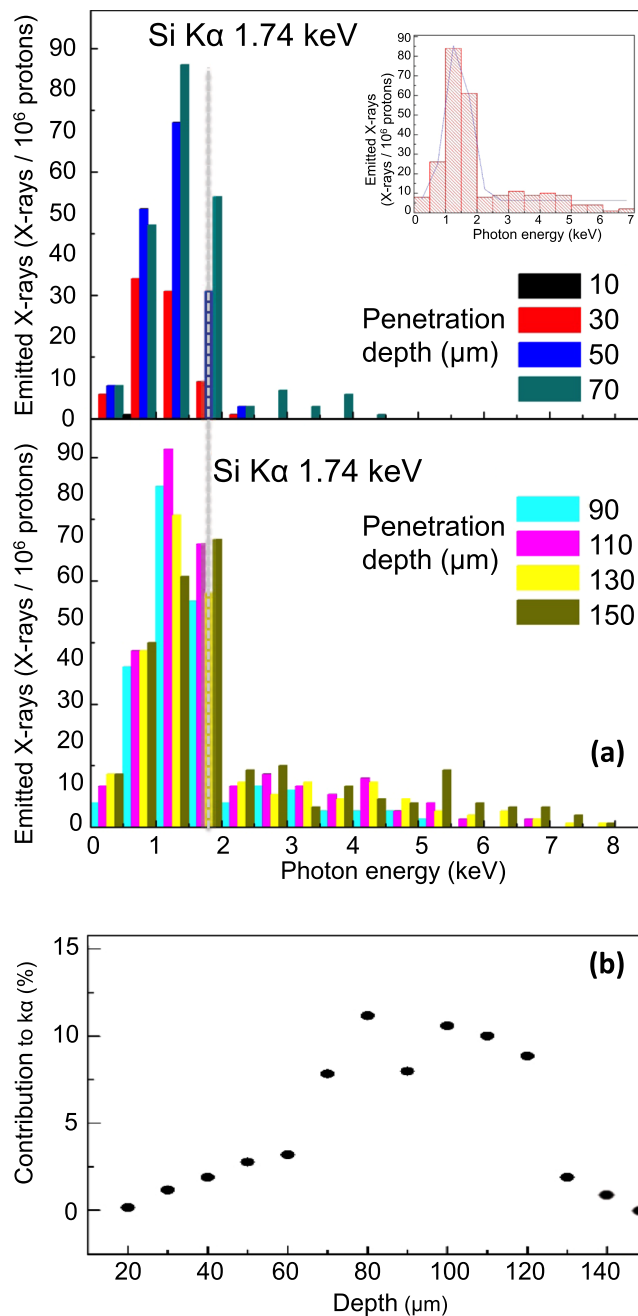 Si Kα 1.74 keV
Emitted X-rays (X-rays / 10⁶ protons)
90
80
70
60
50
40
30
20
10
0
Emitted X-rays
(X-rays / 10⁶ protons)
90
80
70
60
50
40
30
20
10
0
0 1 2 3 4 5 6 7
Photon energy (keV)
Penetration
depth (µm)
10
30
50
70
Si Kα 1.74 keV
Emitted X-rays (X-rays / 10⁶ protons)
90
80
70
60
50
40
30
20
10
0
Penetration
depth (µm)
90
110
130
150
(a)
0 1 2 3 4 5 6 7 8
Photon energy (keV)
(b)
Contribution to kα (%)
15
10
5
0
20 40 60 80 100 120 140
Depth (µm)